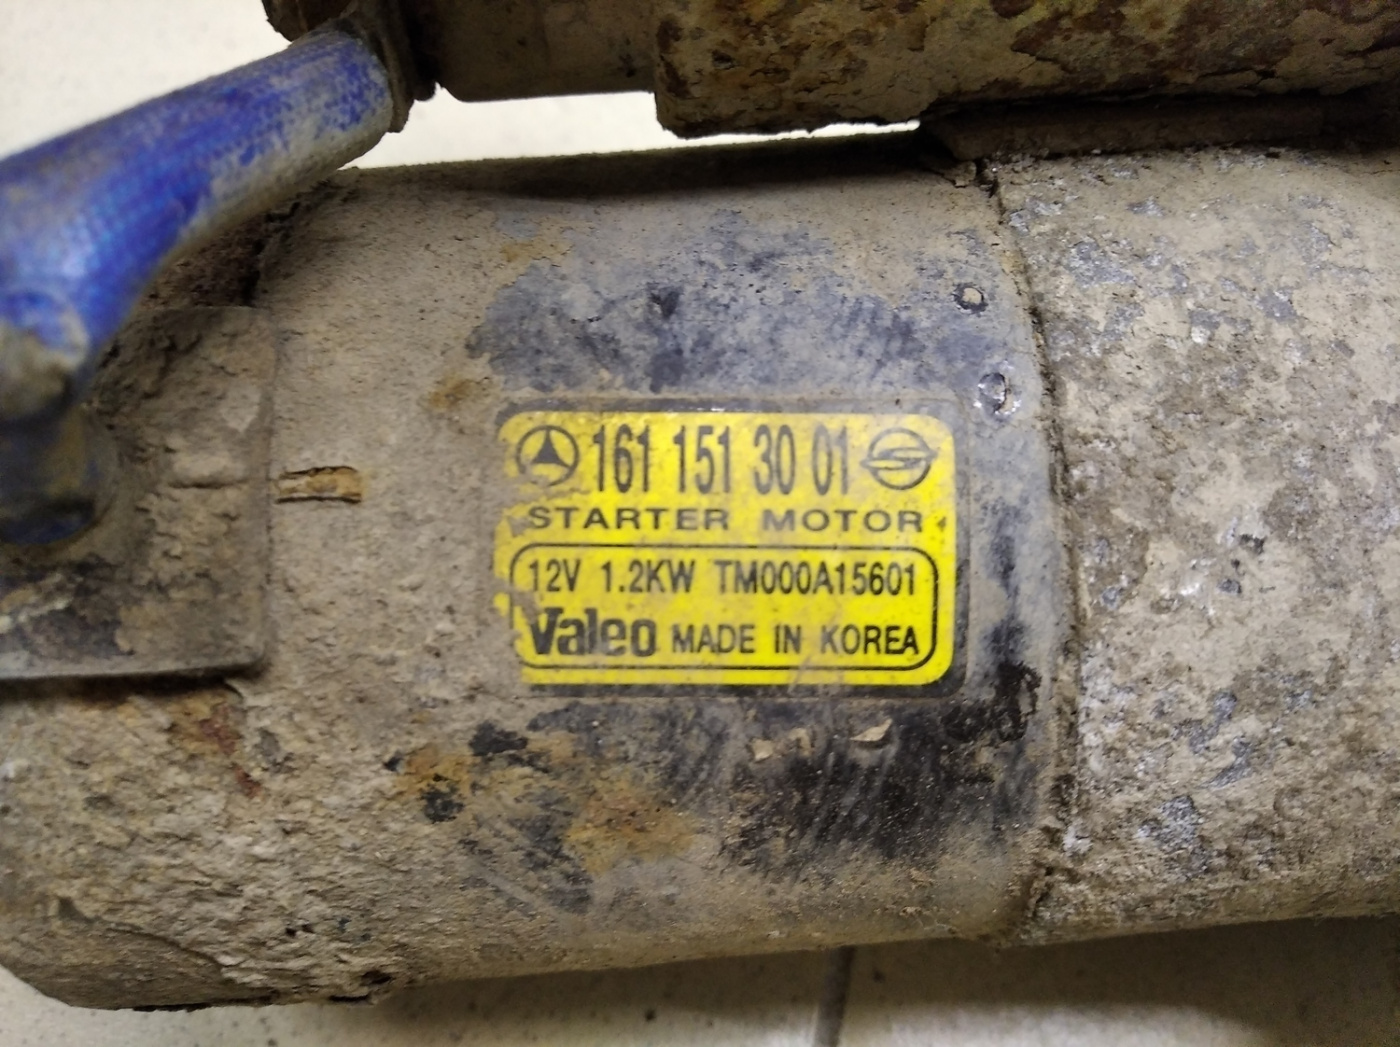 161 151 30 01
STARTER MOTOR
12V 1.2KW TM000A15601
Valeo MADE IN KOREA